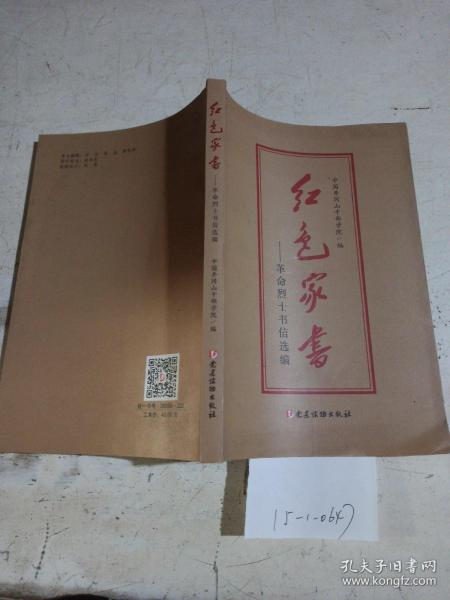 红色家书
——革命烈士书信选编
中国井冈山干部学院/编
党建读物出版社
红色家书
——革命烈士书信选编
中国井冈山干部学院/编
党建读物出版社
15-1-0647
孔夫子旧书网
www.kongfz.com